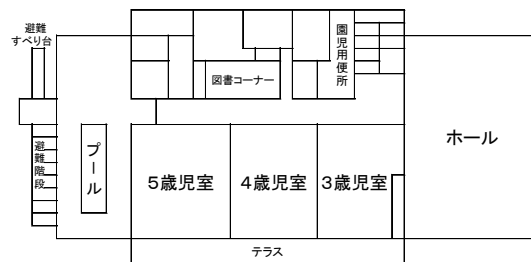 避難
すべり台
園児用便所
図書コーナー
ホール
避難階段
プール
5歳児室
4歳児室
3歳児室
テラス